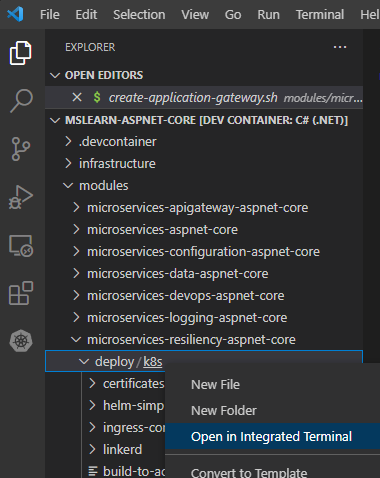 File Edit View Go Run Terminal Hel
EXPLORER ...
OPEN EDITORS
$ create-application-gateway.sh modules/micr...
MSLEARN-ASPNET-CORE [DEV CONTAINER: C# (.NET)]
.devcontainer
infrastructure
modules
microservices-apigateway-aspnet-core
microservices-aspnet-core
microservices-configuration-aspnet-core
microservices-data-aspnet-core
microservices-devops-aspnet-core
microservices-logging-aspnet-core
microservices-resiliency-aspnet-core
deploy / k8s
certificates
New File
helm-simp
New Folder
ingress-con
Open in Integrated Terminal
linkerd
build-to-ac
Convert to Template